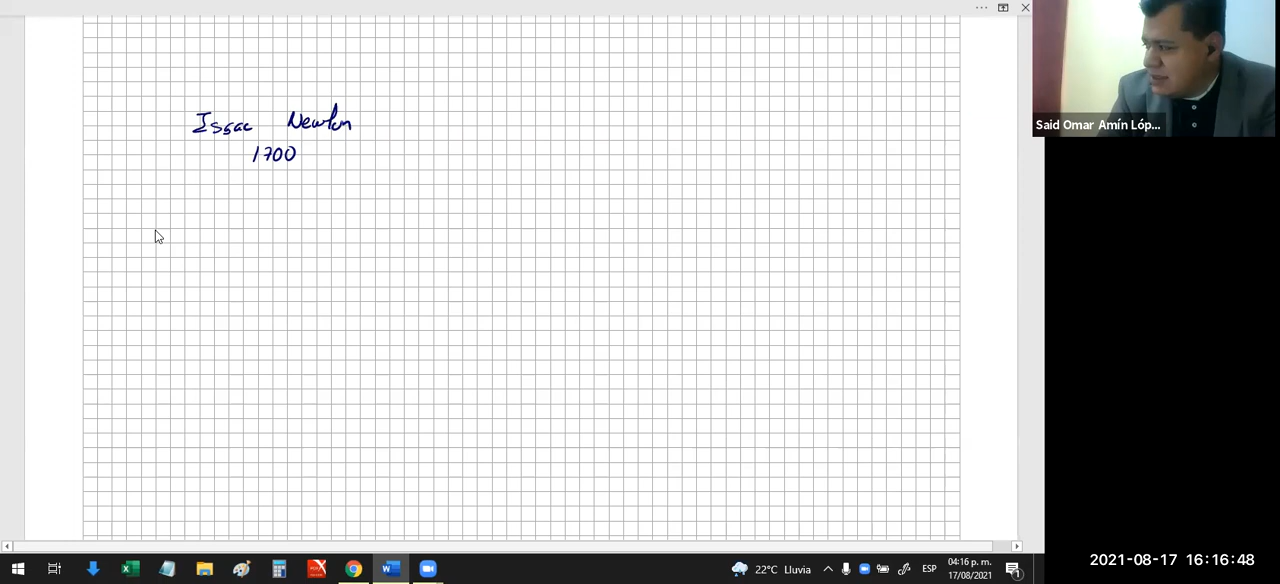 Issac Newton
1700
Said Omar Amín Lóp...
22°C Lluvia
ESP
04:16 p. m.
17/08/2021
1
2021-08-17 16:16:48